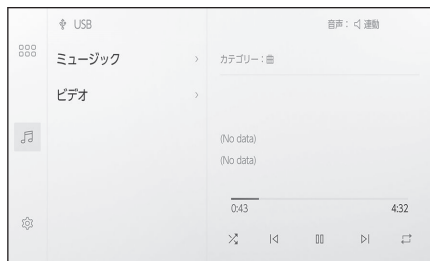 USB
音声： 連動
ミュージック
カテゴリー：曲
ビデオ
(No data)
(No data)
0:43
4:32